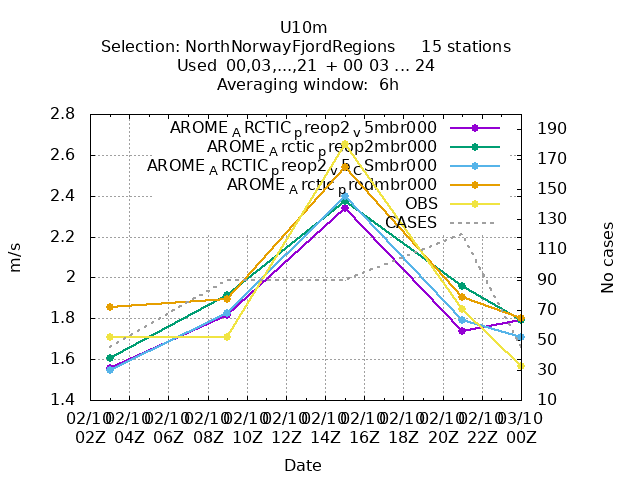 U10m
Selection: NorthNorwayFjordRegions 15 stations
Used 00,03,...,21 + 00 03 ... 24
Averaging window: 6h
2.8
2.6
2.4
2.2
2
1.8
1.6
1.4
m/s
AROME_ARCTIC_preop2_v5mbr000
AROME_Arctic_preop2mbr000
AROME_ARCTIC_preop2_v5_CSmbr000
AROME_Arctic_prodmbr000
OBS
CASES
190
170
150
130
110
90
70
50
30
10
No cases
02/10 02/10 02/10 02/10 02/10 02/10 02/10 02/10 02/10 02/10 02/10 03/10
02Z 04Z 06Z 08Z 10Z 12Z 14Z 16Z 18Z 20Z 22Z 00Z
Date